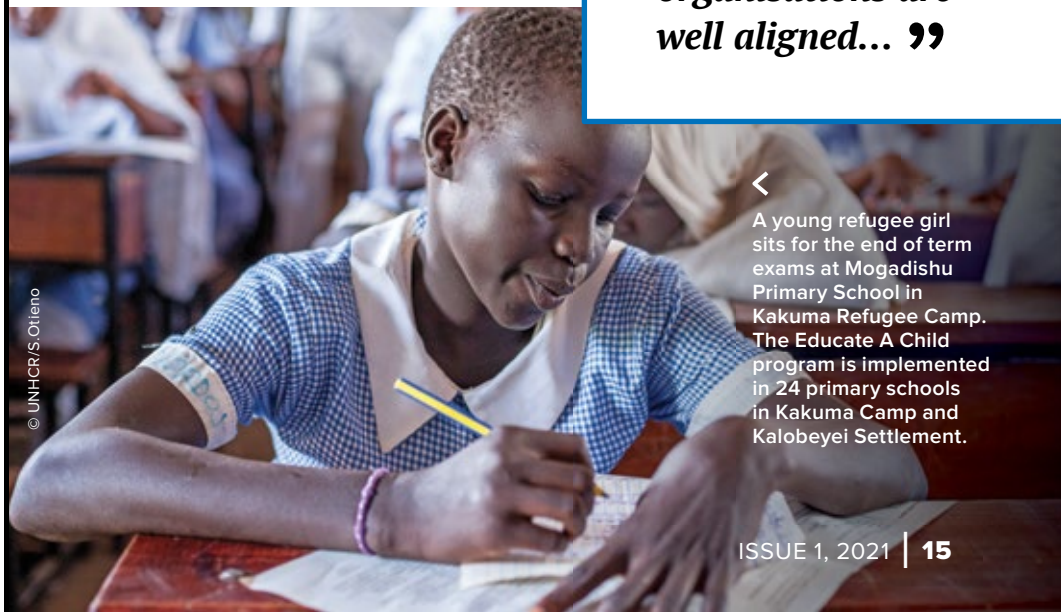 well aligned... ”
<
A young refugee girl
sits for the end of term
exams at Mogadishu
Primary School in
Kakuma Refugee Camp.
The Educate A Child
program is implemented
in 24 primary schools
in Kakuma Camp and
Kalobeyei Settlement.
© UNHCR/S.Otieno
ISSUE 1, 2021 | 15